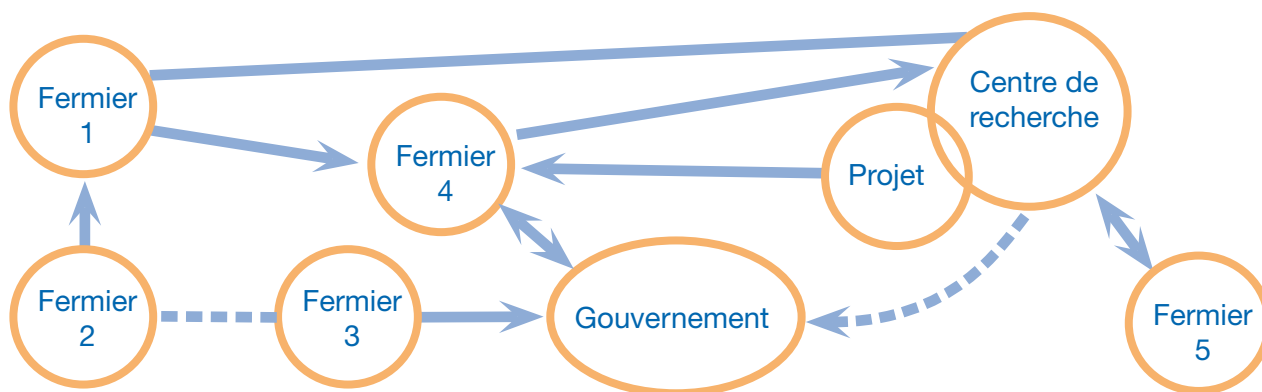 Fermier
1
Fermier
4
Projet
Centre de
recherche
Fermier
2
Fermier
3
Gouvernement
Fermier
5